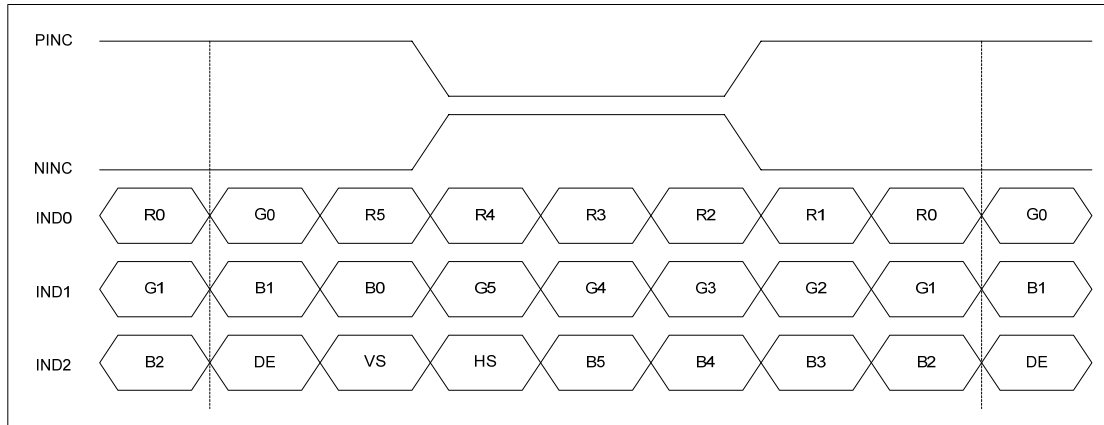 PINC
NINC
IND0 R0 G0 R5 R4 R3 R2 R1 R0 G0
IND1 G1 B1 B0 G5 G4 G3 G2 G1 B1
IND2 B2 DE VS HS B5 B4 B3 B2 DE